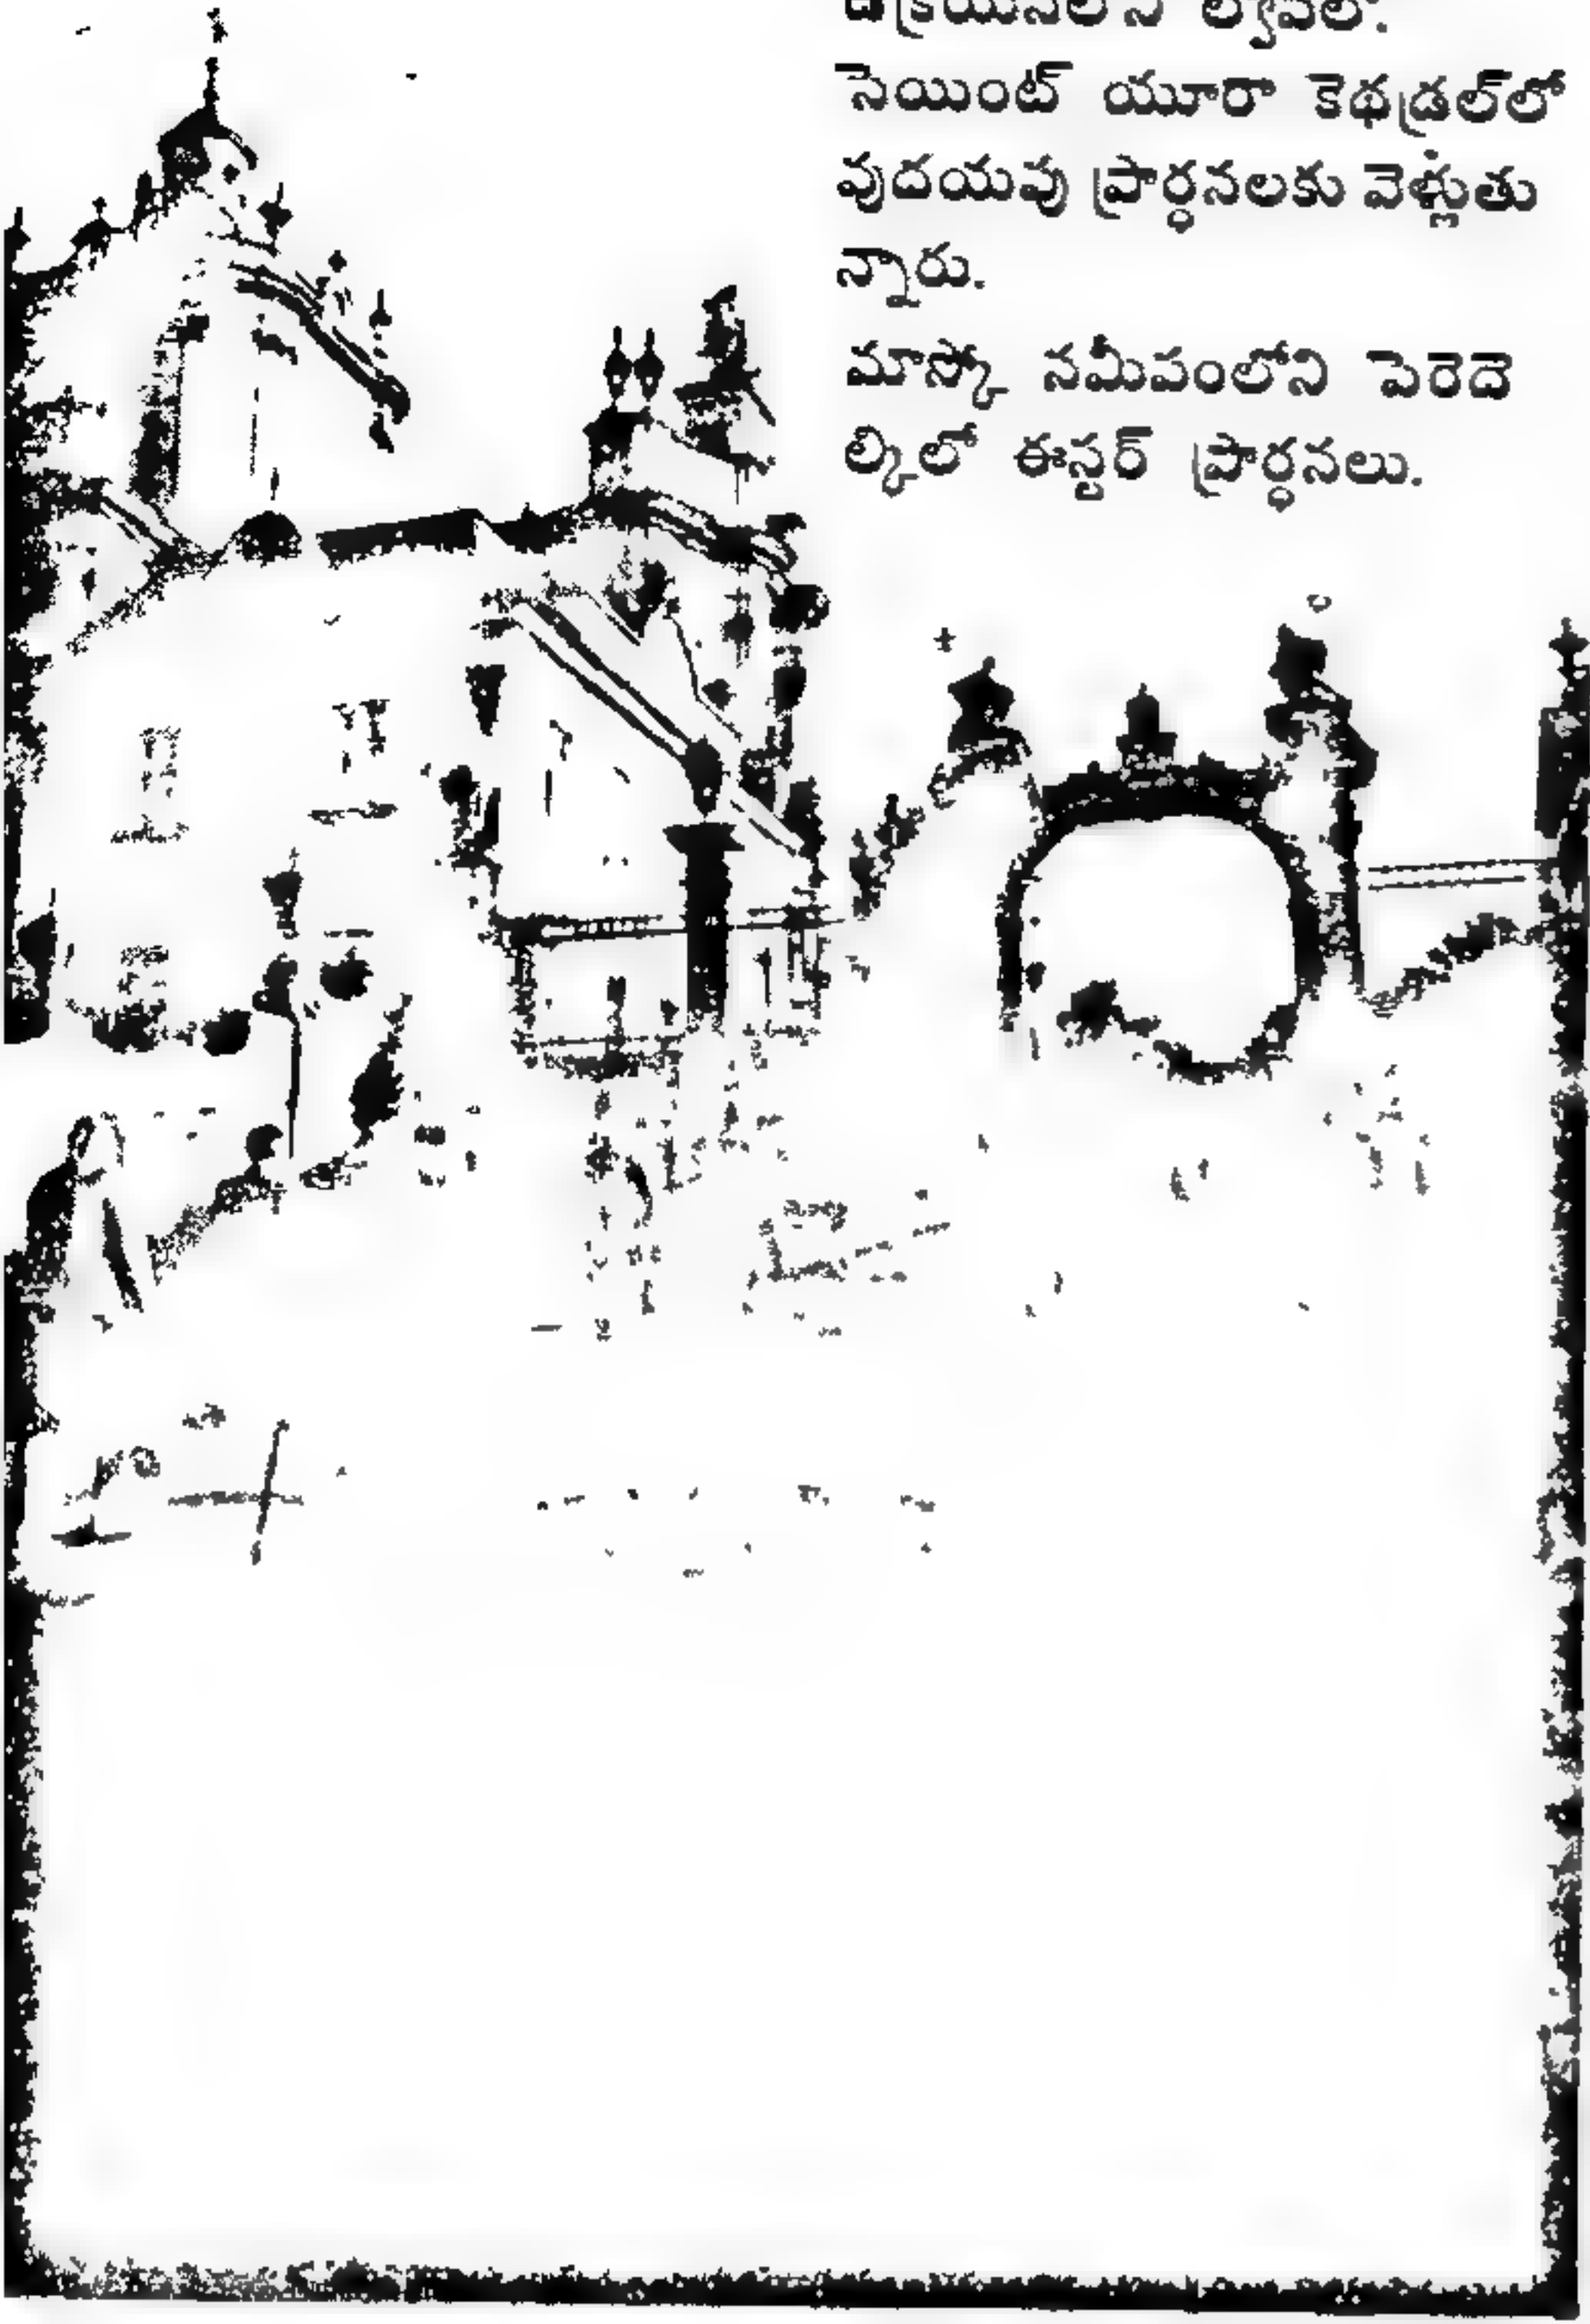 సెయింట్ యూరా కెథడ్రల్‌లో
వుదయవు ప్రార్థనలకు వెళ్లుతు
న్నారు.
మాస్కో సమీపంలోని పెరెదె
ల్కిలో ఈస్టర్ ప్రార్థనలు.